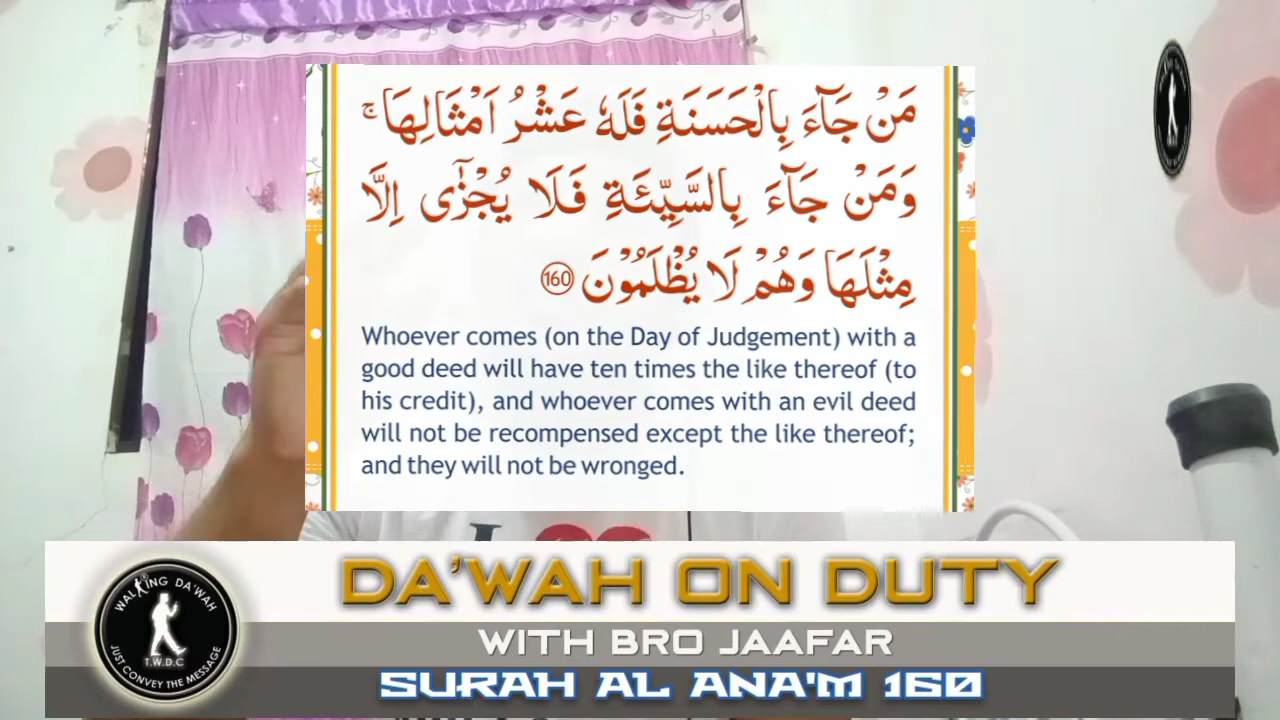 مَنْ جَآءَ بِالْحَسَنَةِ فَلَهٗ عَشْرُ اَمْثَالِهَا ۚ
وَمَنْ جَآءَ بِالسَّيِّئَةِ فَلَا يُجْزٰٓى اِلَّا
مِثْلَهَا وَهُمْ لَا يُظْلَمُوْنَ 160
Whoever comes (on the Day of Judgement) with a
good deed will have ten times the like thereof (to
his credit), and whoever comes with an evil deed
will not be recompensed except the like thereof;
and they will not be wronged.
DA'WAH ON DUTY
WITH BRO JAAFAR
SURAH AL ANA'M 160
WALKING DA'WAH
T.W.D.C
JUST CONVEY THE MESSAGE